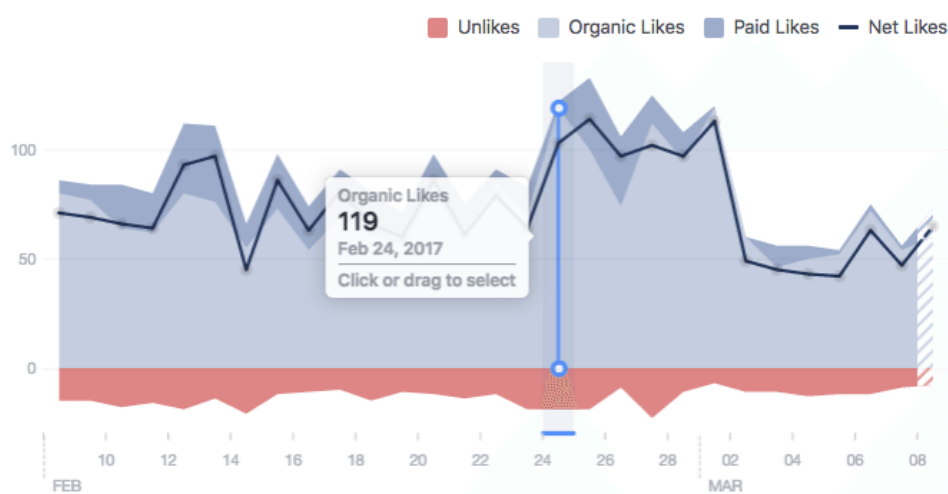 Unlikes Organic Likes Paid Likes Net Likes
100
50
0
Organic Likes
119
Feb 24, 2017
Click or drag to select
10 12 14 16 18 20 22 24 26 28 02 04 06 08
FEB MAR